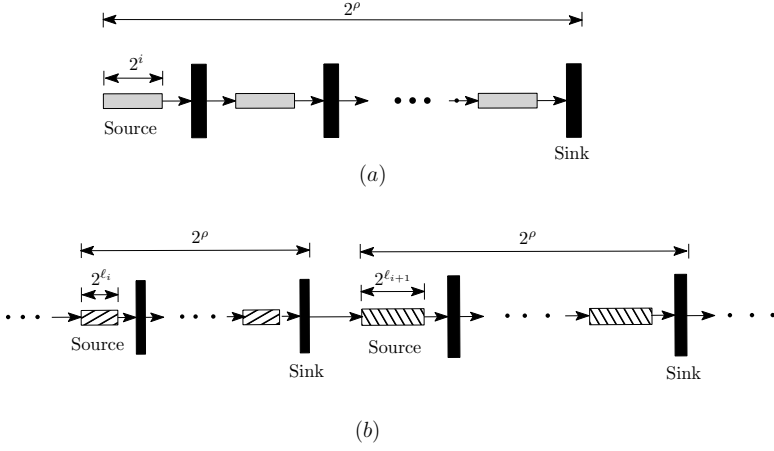 2^ρ
2^i
Source
Sink
(a)
2^ρ
2^ρ
2^{ℓ_i}
2^{ℓ_{i+1}}
Source
Source
Sink
Sink
(b)